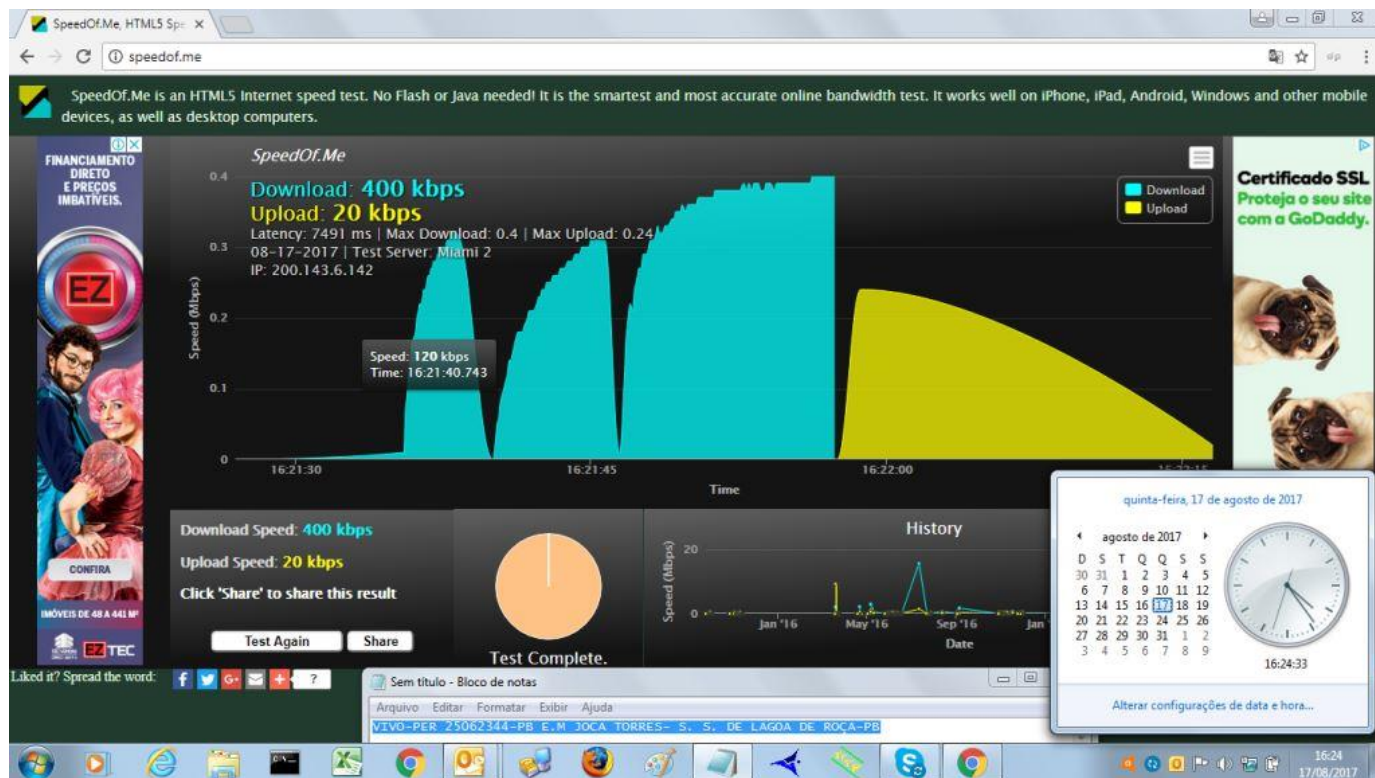 SpeedOf.Me, HTML5 Spe
speedof.me
SpeedOf.Me is an HTML5 Internet speed test. No Flash or Java needed! It is the smartest and most accurate online bandwidth test. It works well on iPhone, iPad, Android, Windows and other mobile
devices, as well as desktop computers.
FINANCIAMENTO
DIRETO
E PREÇOS
IMBATÍVEIS.
EZ
CONFIRA
IMÓVEIS DE 48 A 441 M²
EZ TEC
SpeedOf.Me
Download: 400 kbps
Upload: 20 kbps
Latency: 7491 ms | Max Download: 0.4 | Max Upload: 0.24
08-17-2017 | Test Server: Miami 2
IP: 200.143.6.142
Download
Upload
Speed (Mbps)
0.4
0.3
0.2
0.1
0
Speed: 120 kbps
Time: 16:21:40.743
16:21:30 16:21:45 16:22:00 16:22:15
Time
Certificado SSL
Proteja o seu site
com a GoDaddy.
Download Speed: 400 kbps
Upload Speed: 20 kbps
Click 'Share' to share this result
Test Again Share
Test Complete.
History
Speed (Mbps)
20
0
Jan '16 May '16 Sep '16 Jan
Date
quinta-feira, 17 de agosto de 2017
agosto de 2017
D S T Q Q S S
30 31 1 2 3 4 5
6 7 8 9 10 11 12
13 14 15 16 17 18 19
20 21 22 23 24 25 26
27 28 29 30 31 1 2
3 4 5 6 7 8 9
16:24:33
Alterar configurações de data e hora...
Liked it? Spread the word:
?
Sem título - Bloco de notas
Arquivo Editar Formatar Exibir Ajuda
VIVO-PER 25062344-PB E.M JOCA TORRES- S. S. DE LAGOA DE ROÇA-PB
16:24
17/08/2017